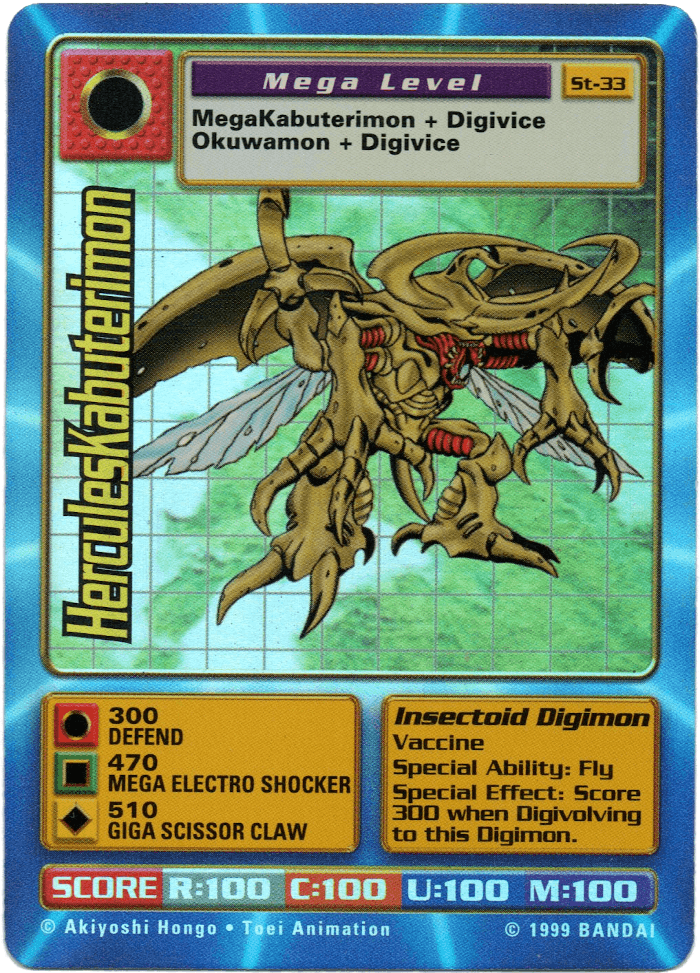 Mega Level
St-33
MegaKabuterimon + Digivice
Okuwamon + Digivice
HerculesKabuterimon
300
DEFEND
470
MEGA ELECTRO SHOCKER
510
GIGA SCISSOR CLAW
Insectoid Digimon
Vaccine
Special Ability: Fly
Special Effect: Score
300 when Digivolving
to this Digimon.
SCORE R:100 C:100 U:100 M:100
© Akiyoshi Hongo • Toei Animation
© 1999 BANDAI